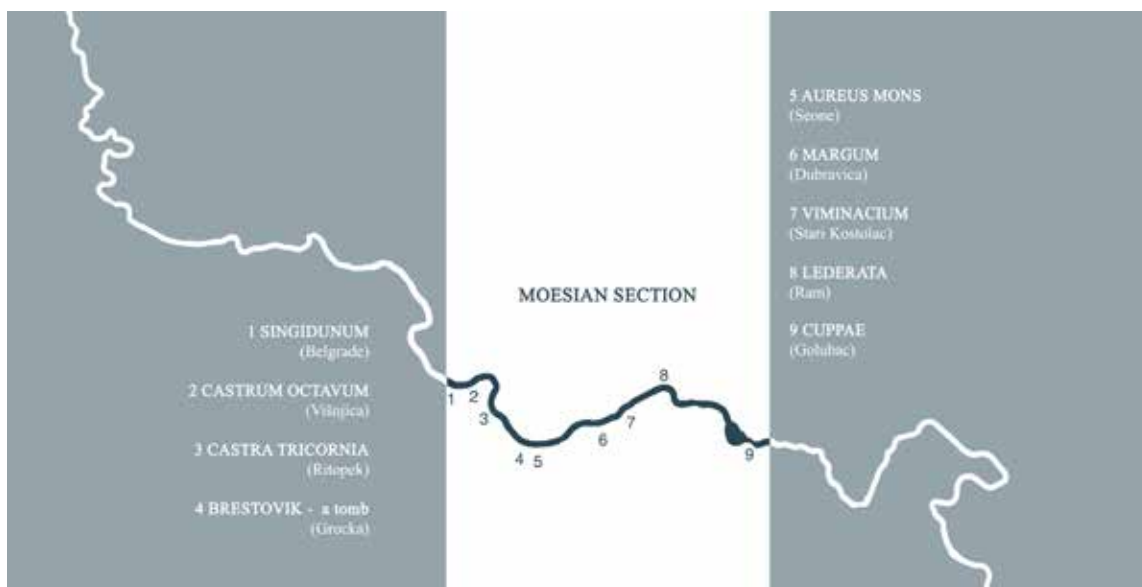 MOESIAN SECTION
1 SINGIDUNUM
(Belgrade)
2 CASTRUM OCTAVUM
(Višnjica)
3 CASTRA TRICORNIA
(Ritopek)
4 BRESTOVIK - a tomb
(Grocka)
5 AUREUS MONS
(Seone)
6 MARGUM
(Dubravica)
7 VIMINACIUM
(Stari Kostolac)
8 LEDERATA
(Ram)
9 CUPPAE
(Golubac)
1
2
3
4
5
6
7
8
9